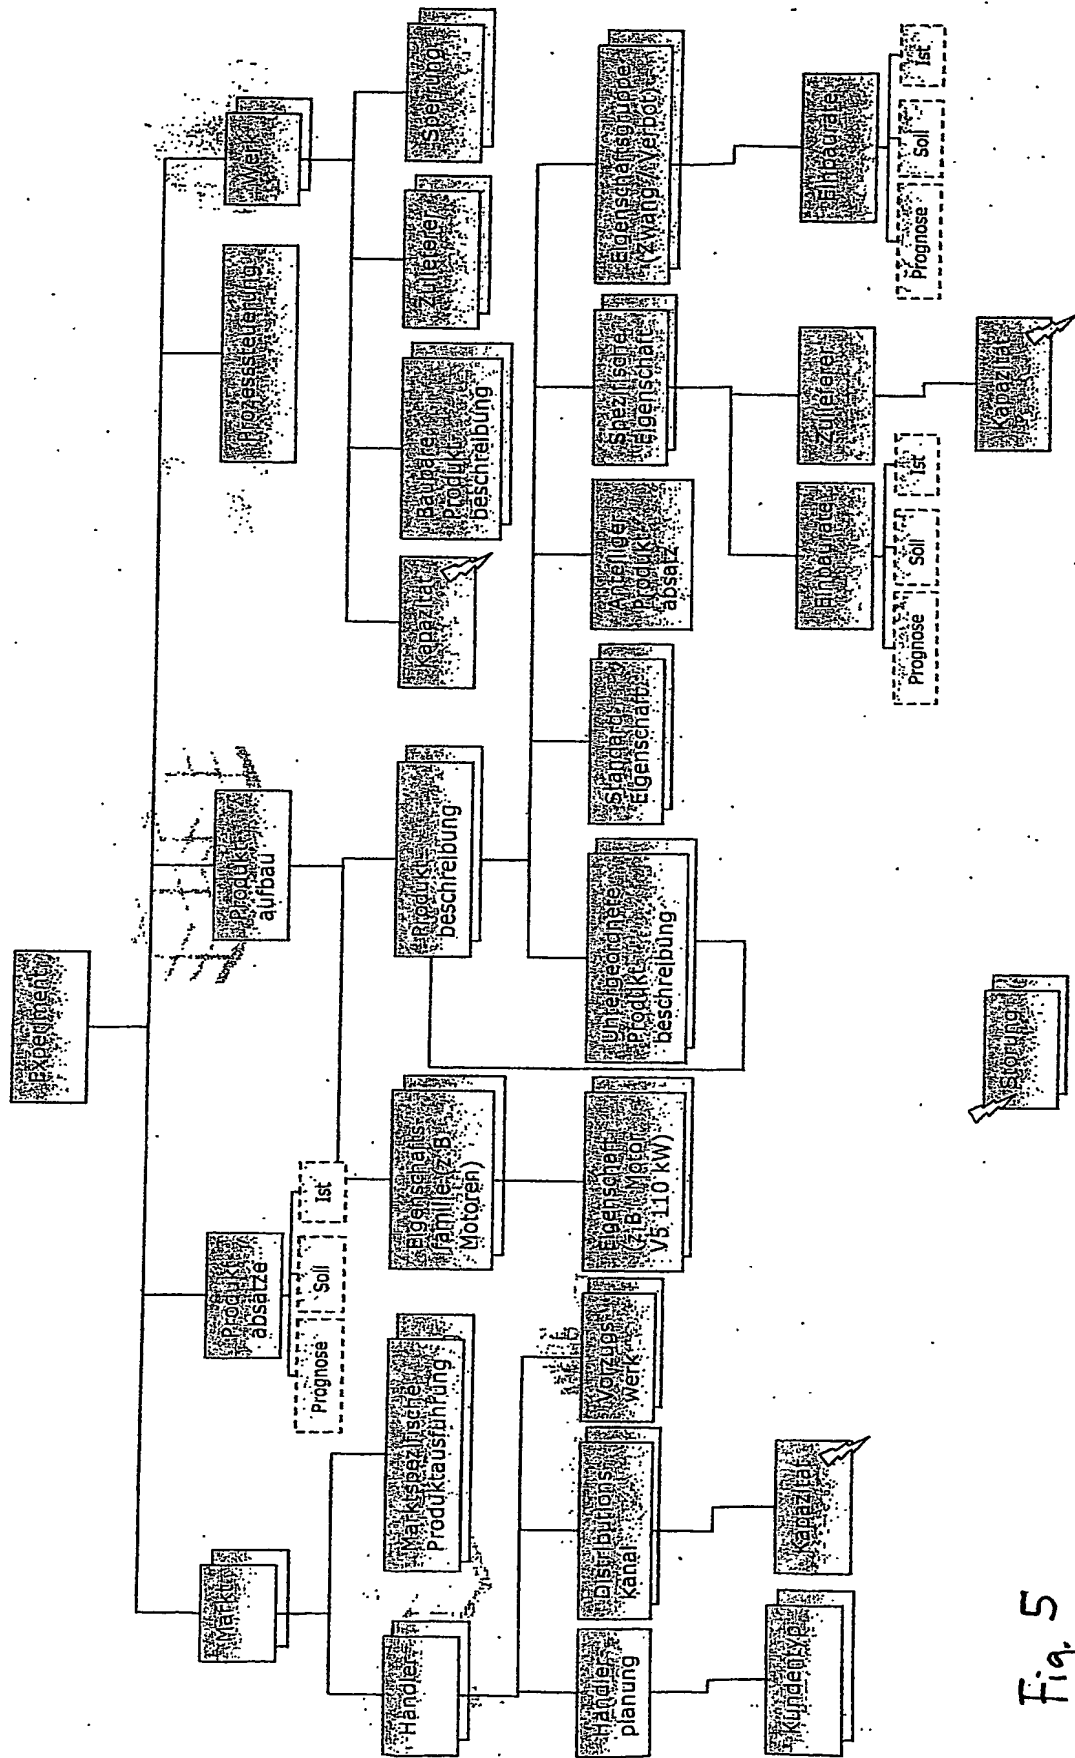 Experiment
Markt
Produkt
absätze
Prognose
Soll
Ist
Produkt
aufbau
Prozesssteuerung
Werk
Händler
Marktspezifische
Produktausführung
Eigenschafts
familie (z.B.
Motoren)
Produkt
beschreibung
Kapazität
Baubare
Produkt
beschreibung
Zulieferer
Sperrung
Händler
planung
Distributions
kanal
Vorzugs
werk
Eigenschaft
(z.B. Motor
V5 110 kW)
Untergeordnete
Produkt
beschreibung
Standard
Eigenschaft
Anteiliger
Produkt
absatz
Spezifische
Eigenschaft
Eigenschaftsgruppe
(Zwang / Verbot)
Kundentyp
Kapazität
Einbaurate
Prognose
Soll
Ist
Zulieferer
Einbaurate
Prognose
Soll
Ist
Störung
Kapazität
Fig. 5